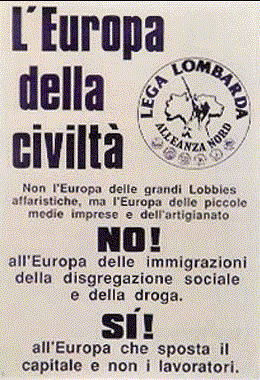 L'Europa
della
civiltà
LEGA LOMBARDA
ALLEANZA NORD
Non l'Europa delle grandi Lobbies
affaristiche, ma l'Europa delle piccole
medie imprese e dell'artigianato
NO!
all'Europa delle immigrazioni
della disgregazione sociale
e della droga.
SÍ!
all'Europa che sposta il
capitale e non i lavoratori.